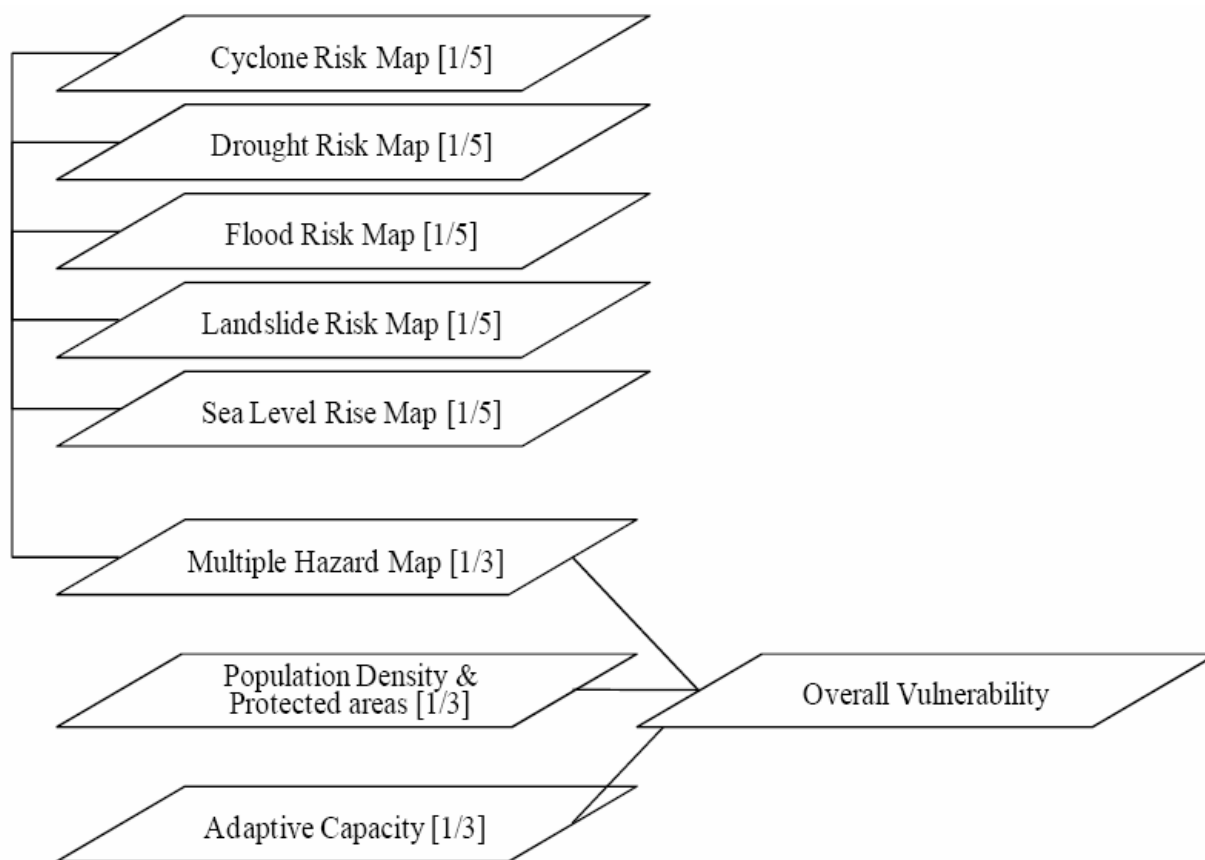 Cyclone Risk Map [1/5]
Drought Risk Map [1/5]
Flood Risk Map [1/5]
Landslide Risk Map [1/5]
Sea Level Rise Map [1/5]
Multiple Hazard Map [1/3]
Population Density &
Protected areas [1/3]
Overall Vulnerability
Adaptive Capacity [1/3]